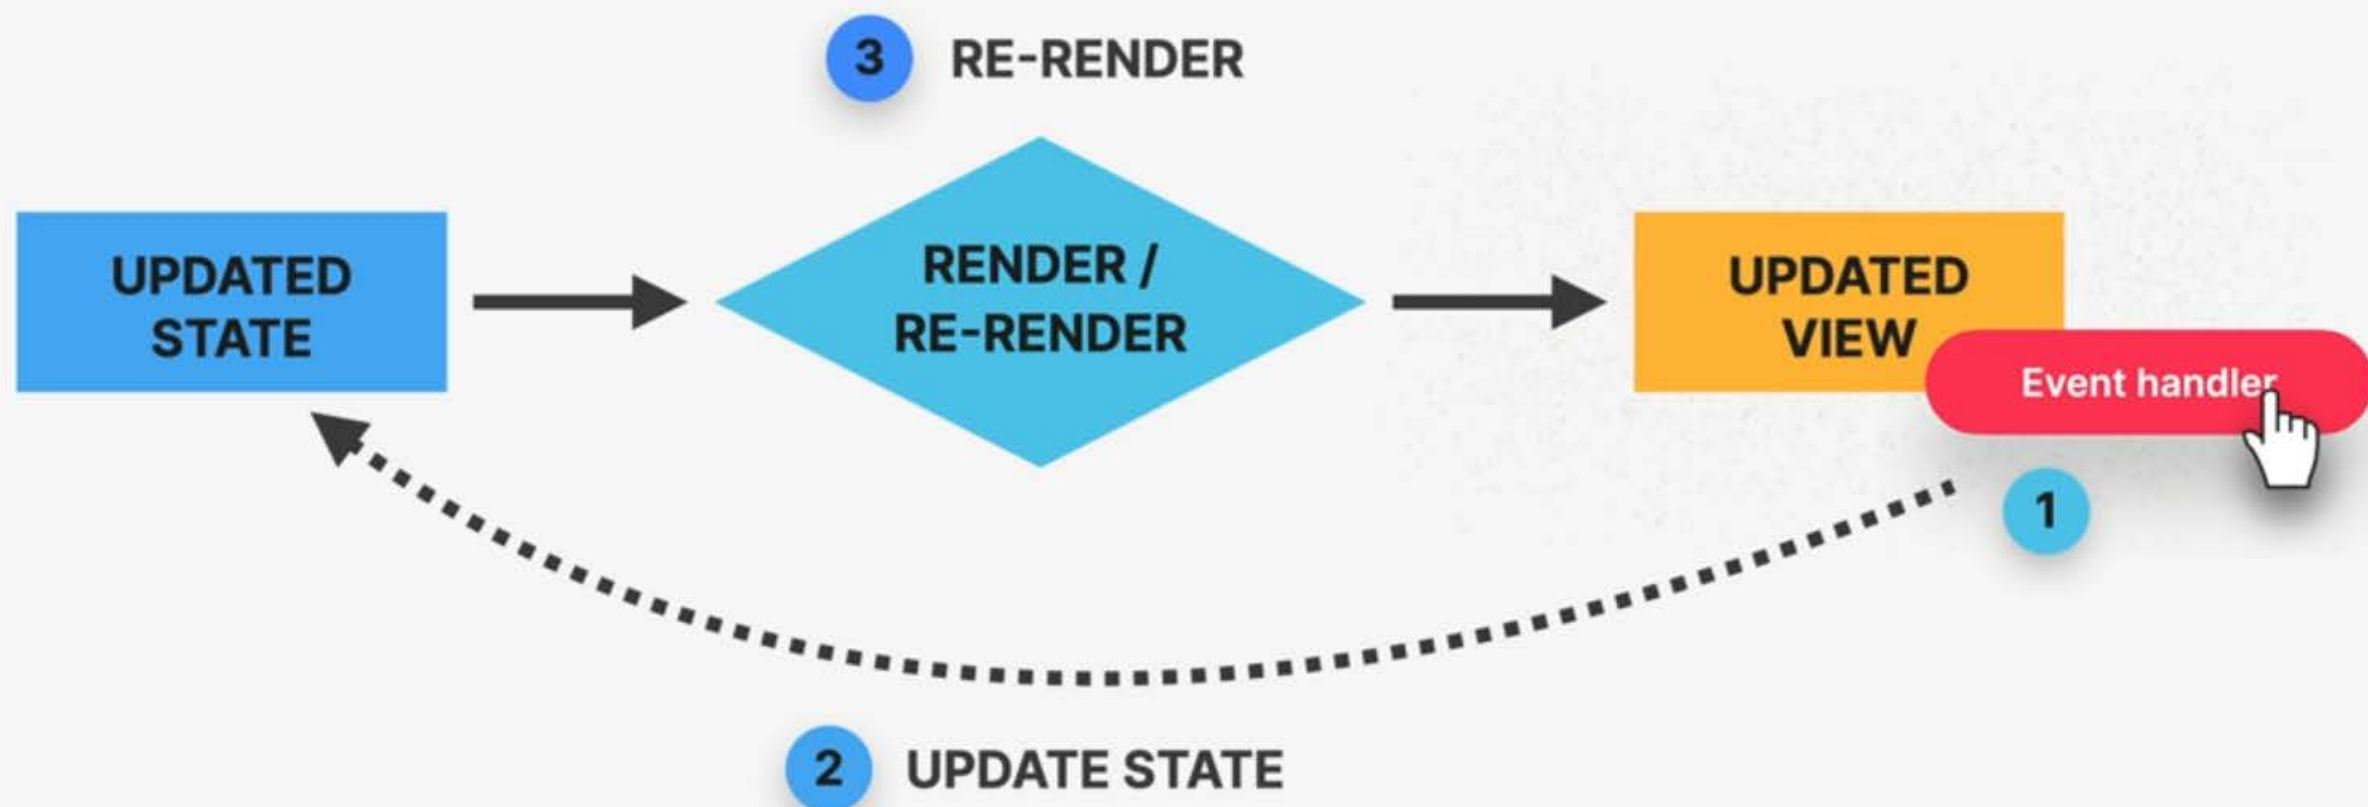 3 RE-RENDER
UPDATED
STATE
RENDER /
RE-RENDER
UPDATED
VIEW
Event handler
1
2 UPDATE STATE